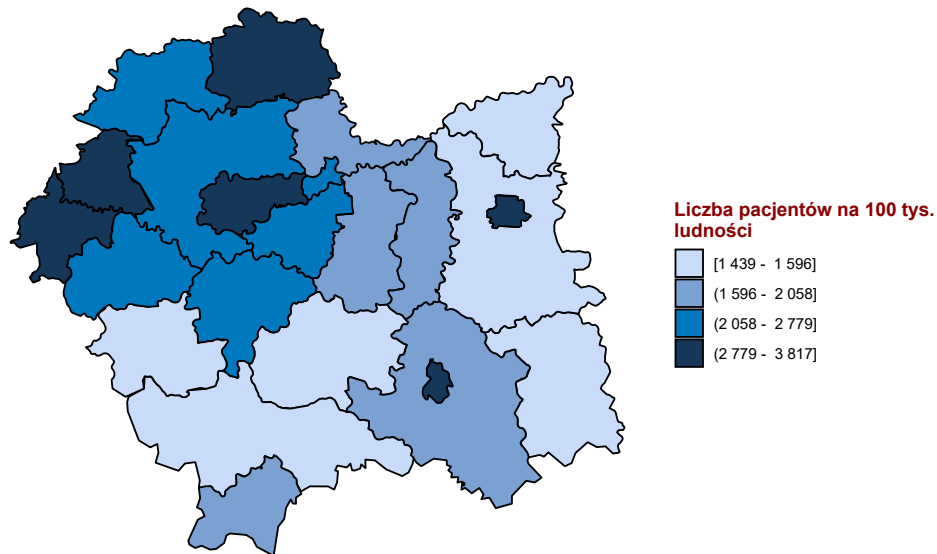 Liczba pacjentów na 100 tys.
ludności
[1 439 - 1 596]
(1 596 - 2 058]
(2 058 - 2 779]
(2 779 - 3 817]